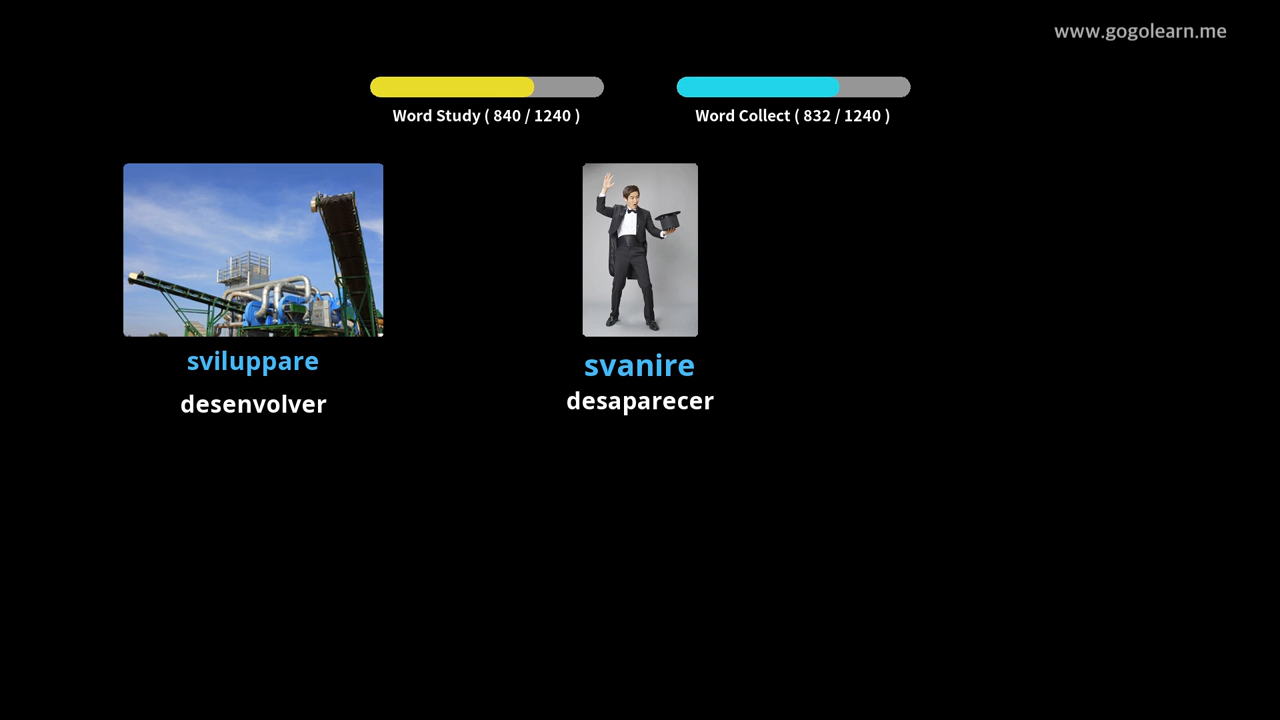 www.gogolearn.me
Word Study ( 840 / 1240 )
Word Collect ( 832 / 1240 )
sviluppare
desenvolver
svanire
desaparecer